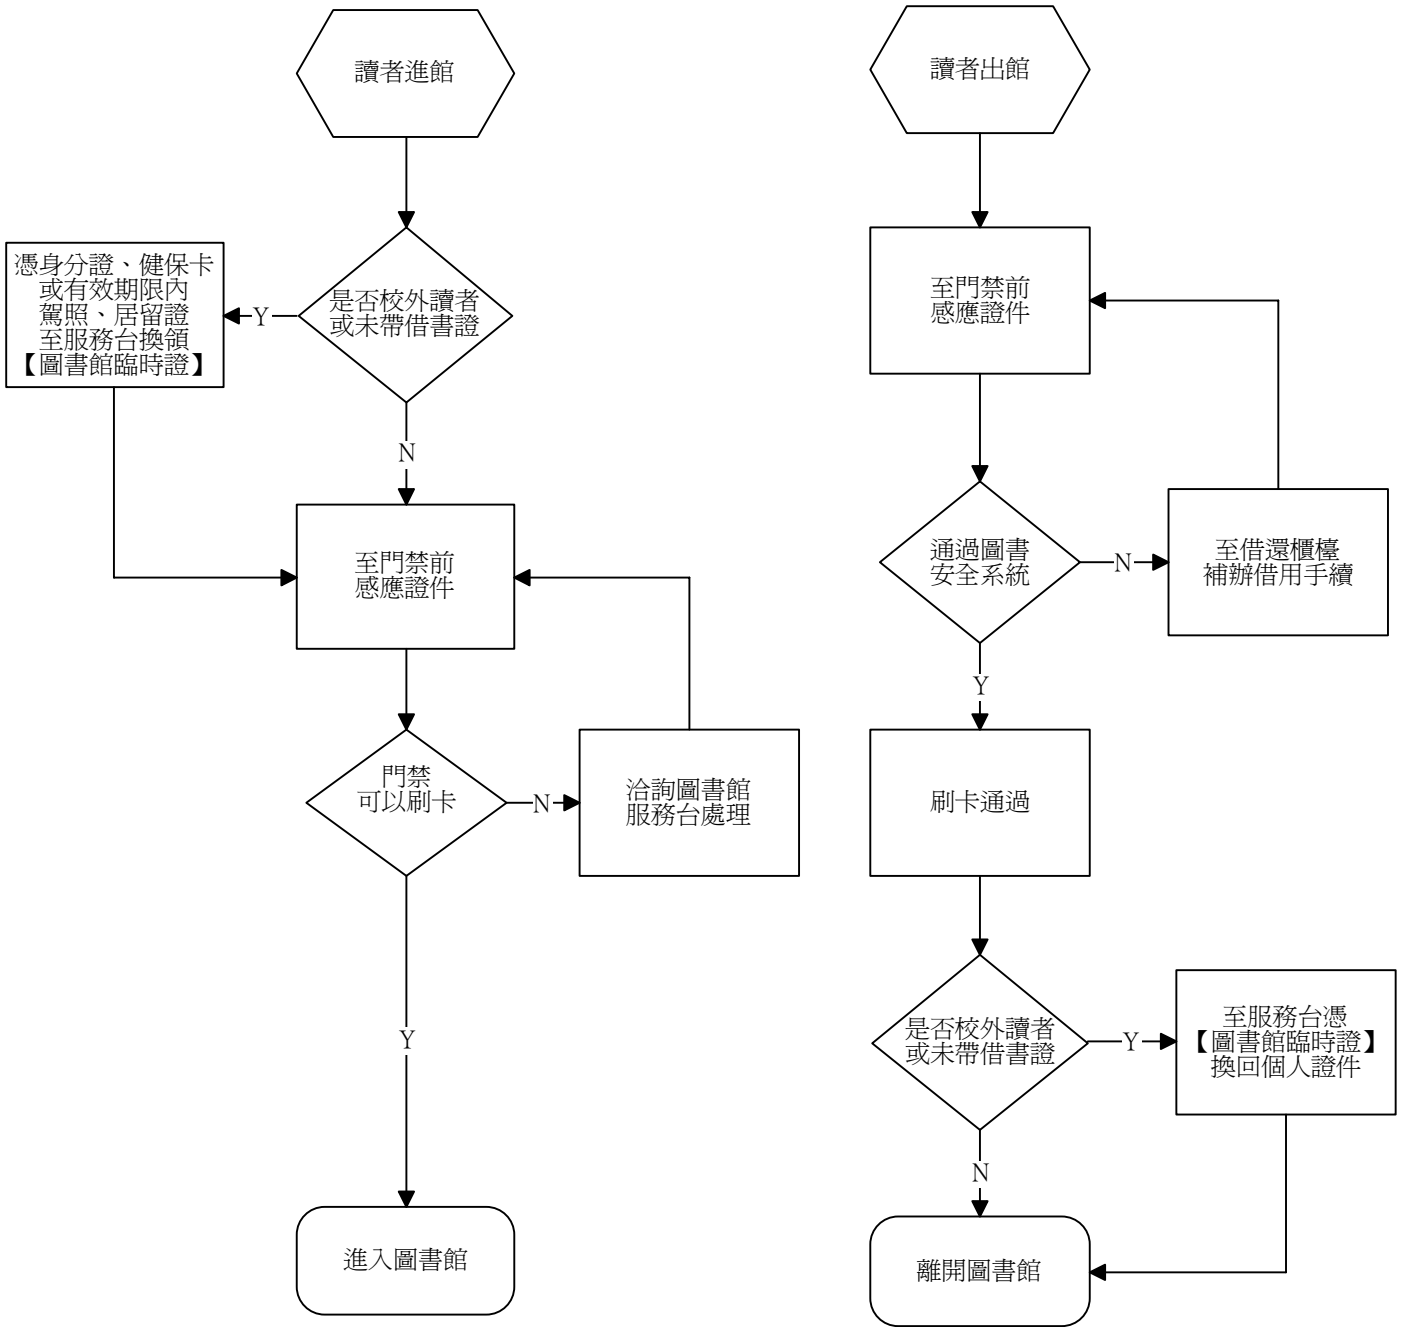 讀者進館
是否校外讀者
或未帶借書證
Y
憑身分證、健保卡
或有效期限內
駕照、居留證
至服務台換領
【圖書館臨時證】
N
至門禁前
感應證件
門禁
可以刷卡
N
洽詢圖書館
服務台處理
Y
進入圖書館
讀者出館
至門禁前
感應證件
通過圖書
安全系統
N
至借還櫃檯
補辦借用手續
Y
刷卡通過
是否校外讀者
或未帶借書證
Y
至服務台憑
【圖書館臨時證】
換回個人證件
N
離開圖書館